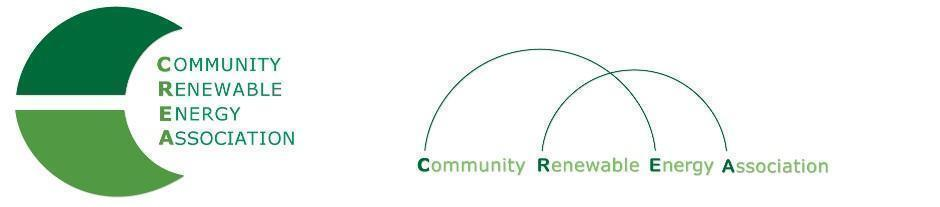 COMMUNITY
RENEWABLE
ENERGY
ASSOCIATION
Community Renewable Energy Association